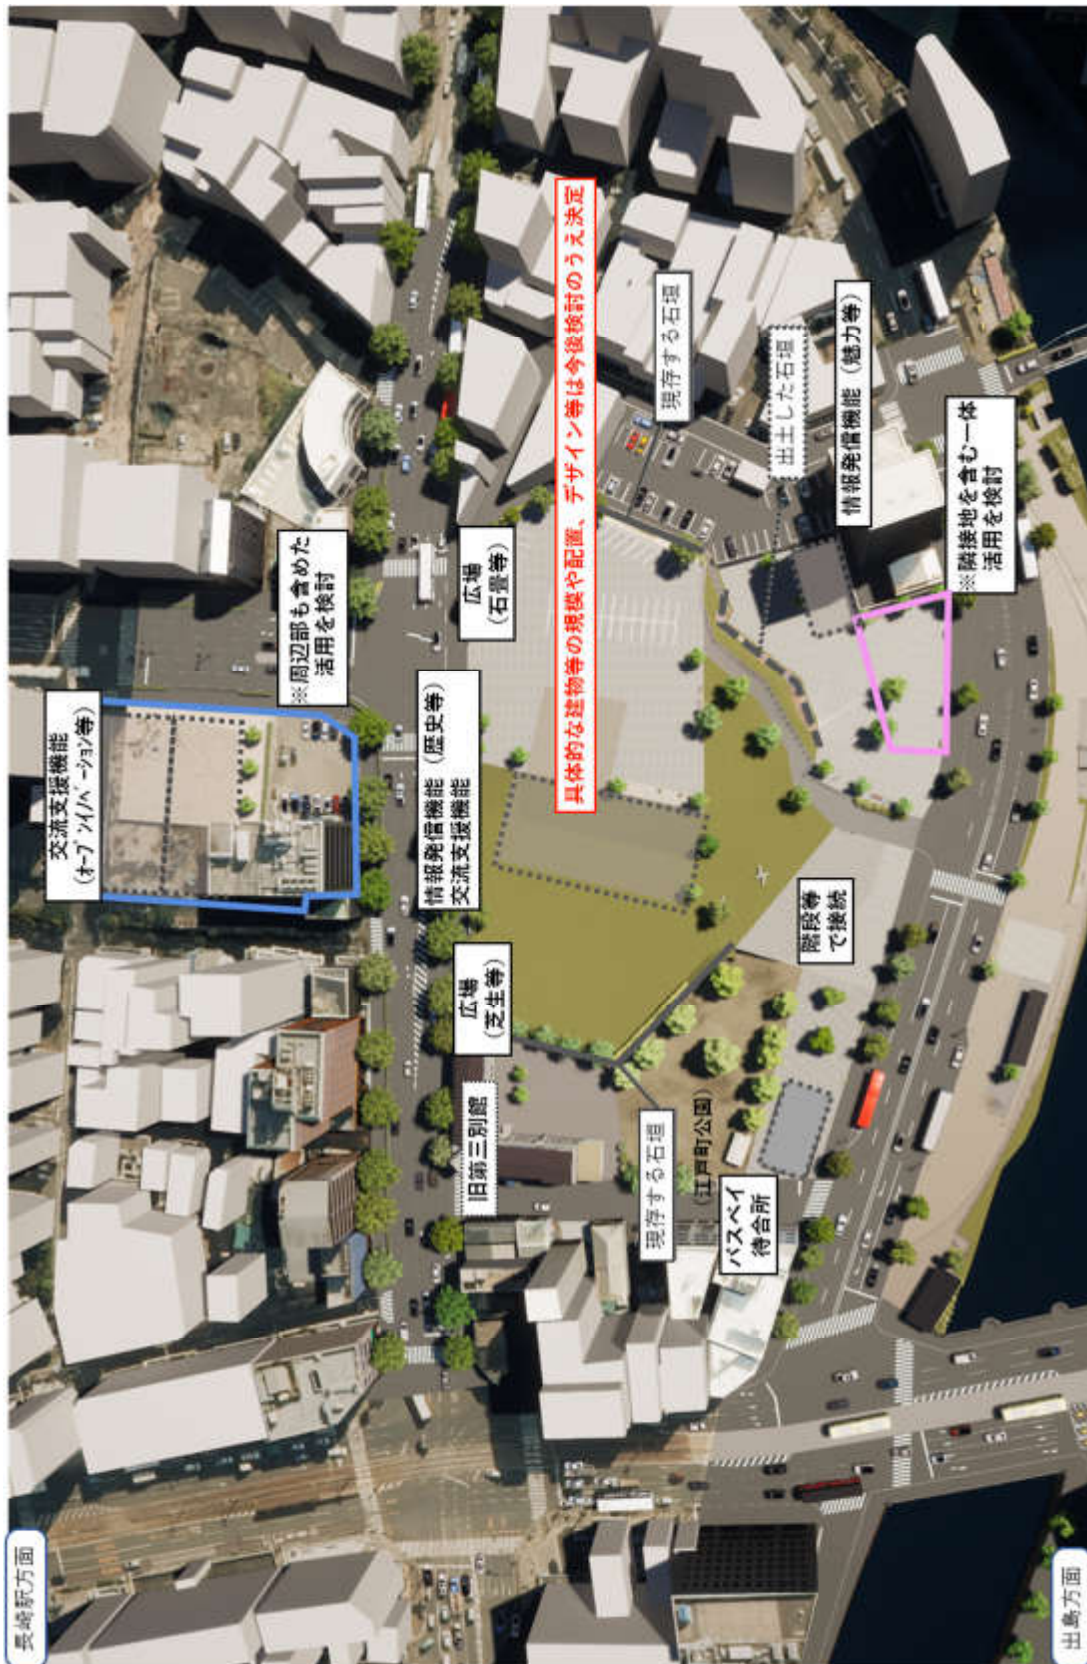 長崎駅方面
交流支援機能
(オープンイノベーション等)
※周辺部も含めた
活用を検討
情報発信機能（歴史等）
交流支援機能
旧第三別館
広場
（芝生等）
広場
（石畳等）
具体的な建物等の規模や配置、デザイン等は今後検討のうえ決定
現存する石垣
現存する石垣
（江戸町公園）
バスベイ
待合所
出土した石垣
階段等
で接続
情報発信機能（魅力等）
※隣接地を含む一体
活用を検討
出島方面